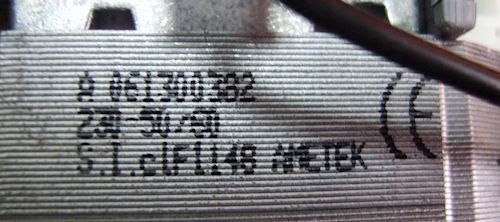 A 061300382 CE
230-50/60
S.I.clF1148 AMETEK